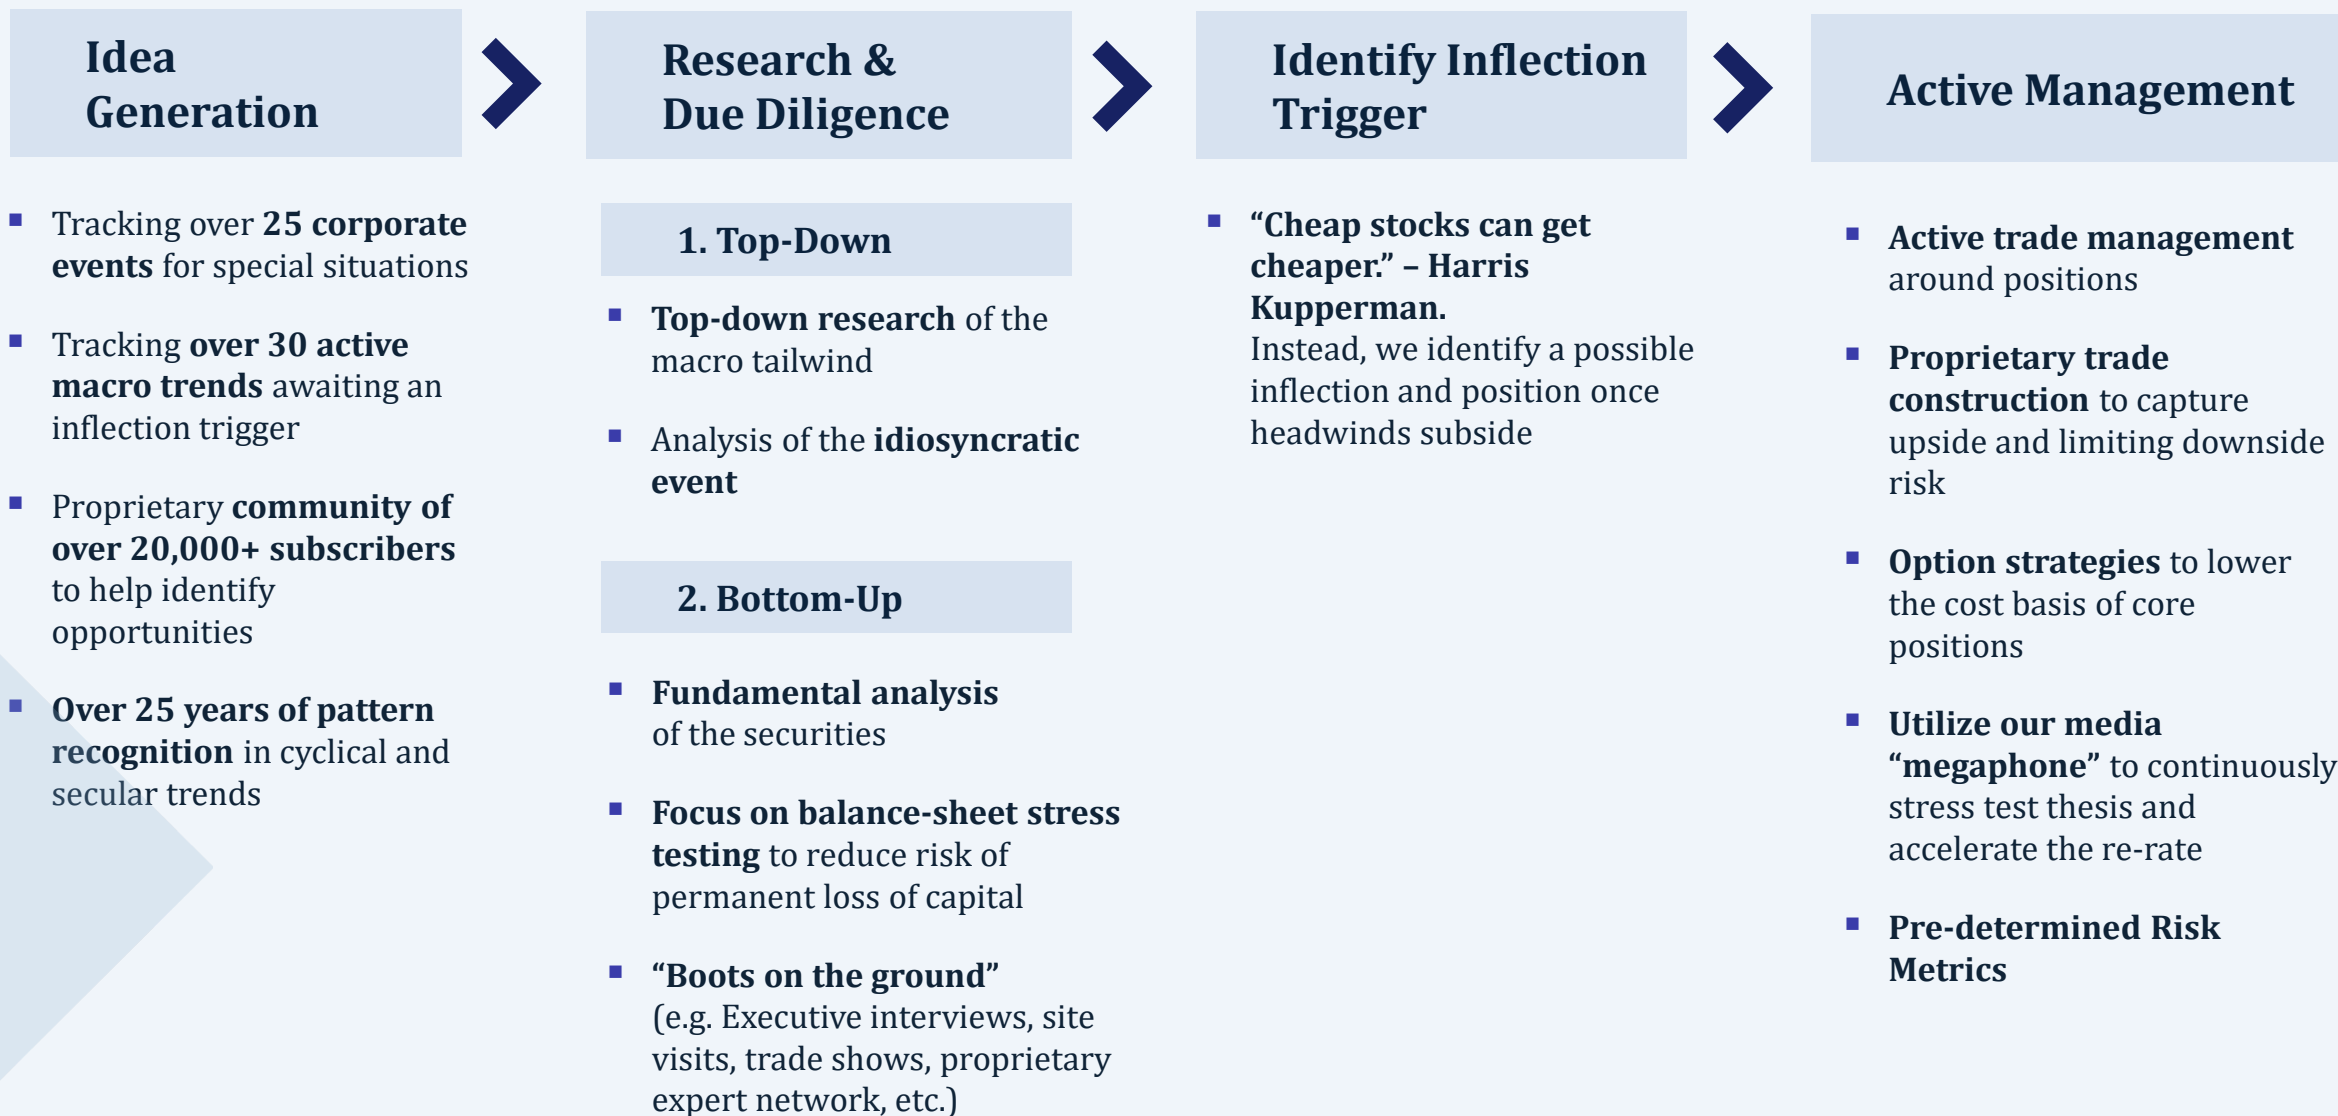 Idea
Generation
Tracking over 25 corporate
events for special situations
Tracking over 30 active
macro trends awaiting an
inflection trigger
Proprietary community of
over 20,000+ subscribers
to help identify
opportunities
Over 25 years of pattern
recognition in cyclical and
secular trends
Research &
Due Diligence
1. Top-Down
Top-down research of the
macro tailwind
Analysis of the idiosyncratic
event
2. Bottom-Up
Fundamental analysis
of the securities
Focus on balance-sheet stress
testing to reduce risk of
permanent loss of capital
“Boots on the ground”
(e.g. Executive interviews, site
visits, trade shows, proprietary
expert network, etc.)
Identify Inflection
Trigger
“Cheap stocks can get
cheaper.” – Harris
Kupperman.
Instead, we identify a possible
inflection and position once
headwinds subside
Active Management
Active trade management
around positions
Proprietary trade
construction to capture
upside and limiting downside
risk
Option strategies to lower
the cost basis of core
positions
Utilize our media
“megaphone” to continuously
stress test thesis and
accelerate the re-rate
Pre-determined Risk
Metrics